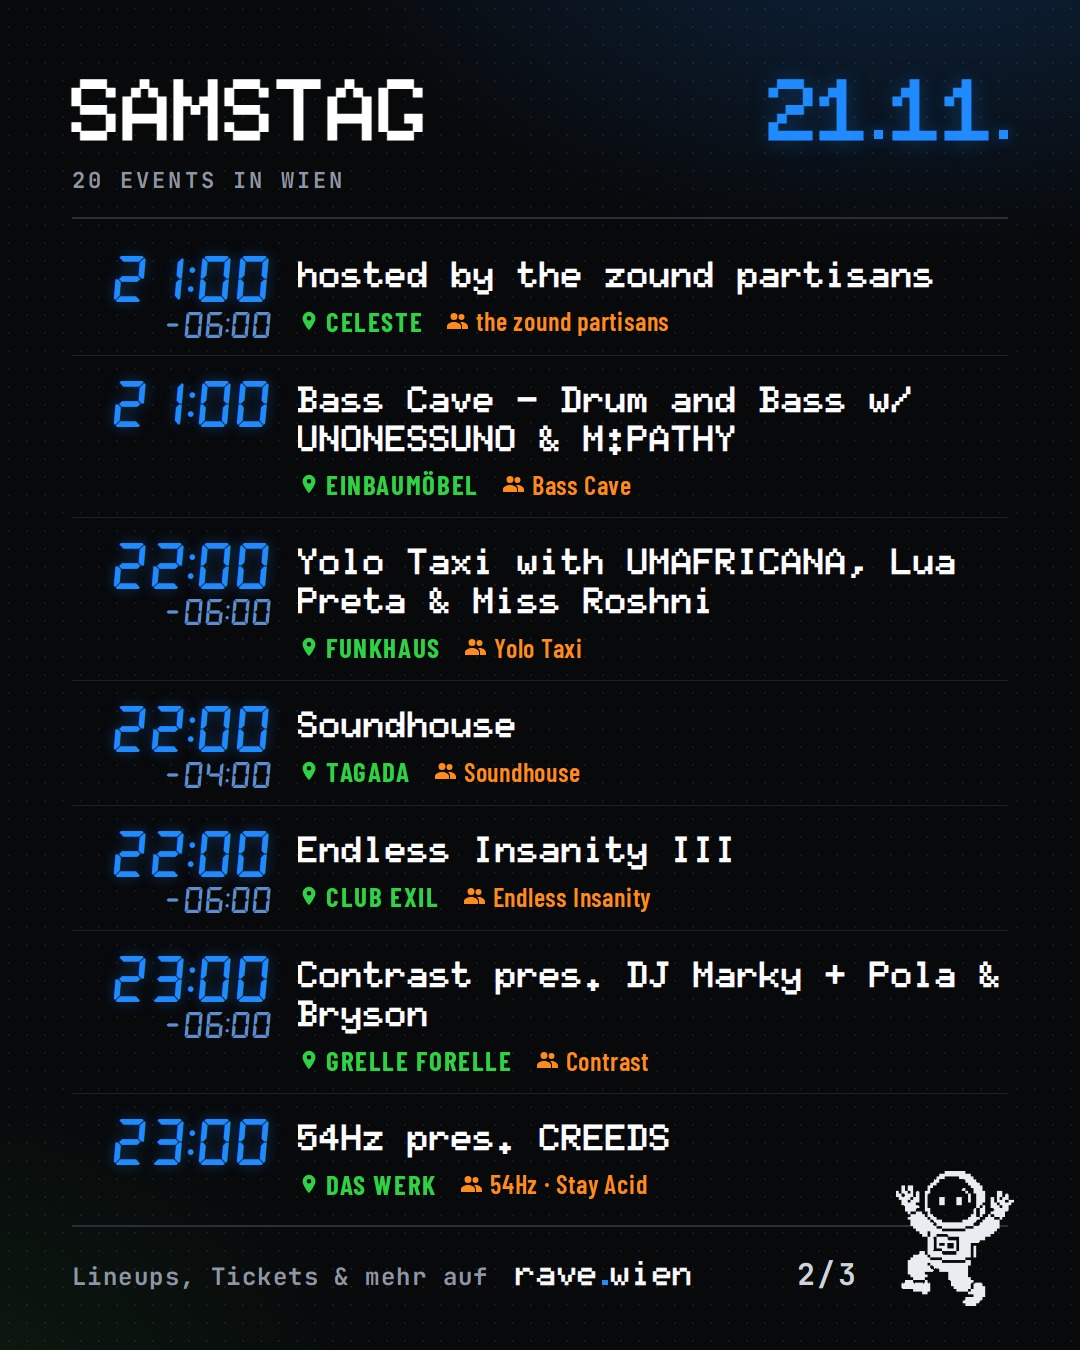 SAMSTAG 21.11.
20 EVENTS IN WIEN
21:00 hosted by the zound partisans
-06:00 CELESTE the zound partisans
21:00 Bass Cave - Drum and Bass w/
UNONESSUNO & M‡PATHY
EINBAUMÖBEL Bass Cave
22:00 Yolo Taxi with UMAFRICANA, Lua
-06:00 Preta & Miss Roshni
FUNKHAUS Yolo Taxi
22:00 Soundhouse
-04:00 TAGADA Soundhouse
22:00 Endless Insanity III
-06:00 CLUB EXIL Endless Insanity
23:00 Contrast pres. DJ Marky + Pola &
-06:00 Bryson
GRELLE FORELLE Contrast
23:00 54Hz pres. CREEDS
DAS WERK 54Hz · Stay Acid
Lineups, Tickets & mehr auf rave.wien 2/3